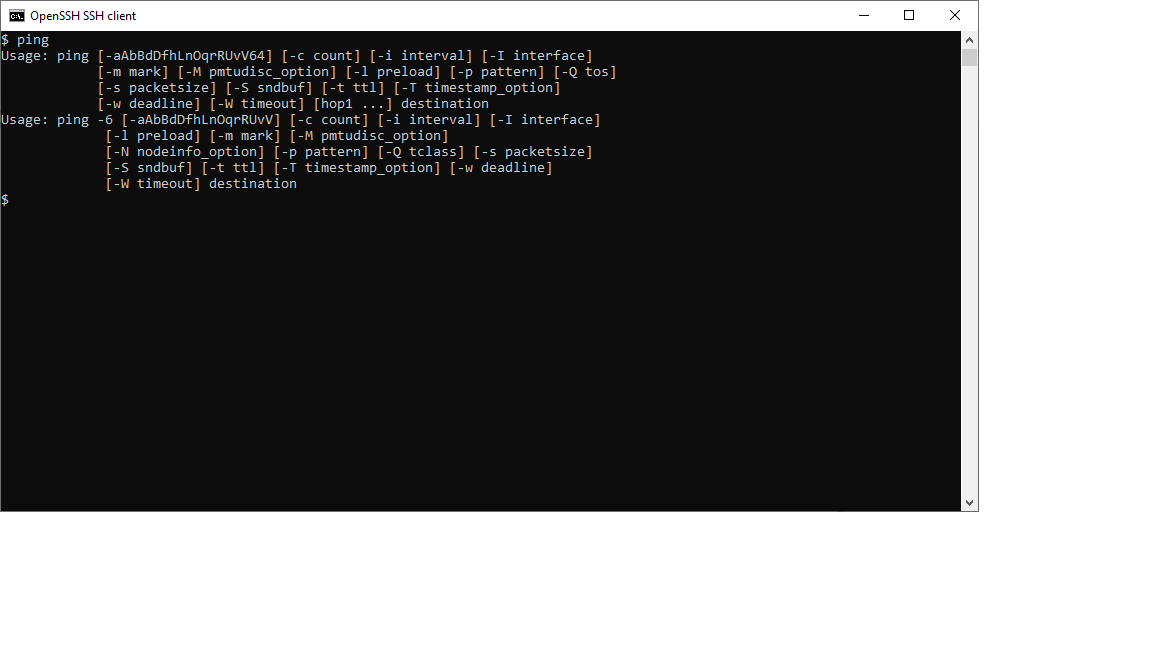 OpenSSH SSH client
$ ping
Usage: ping [-aAbBdDfhLnOqrRUvV64] [-c count] [-i interval] [-I interface]
            [-m mark] [-M pmtudisc_option] [-l preload] [-p pattern] [-Q tos]
            [-s packetsize] [-S sndbuf] [-t ttl] [-T timestamp_option]
            [-w deadline] [-W timeout] [hop1 ...] destination
Usage: ping -6 [-aAbBdDfhLnOqrRUvV] [-c count] [-i interval] [-I interface]
             [-l preload] [-m mark] [-M pmtudisc_option]
             [-N nodeinfo_option] [-p pattern] [-Q tclass] [-s packetsize]
             [-S sndbuf] [-t ttl] [-T timestamp_option] [-w deadline]
             [-W timeout] destination
$